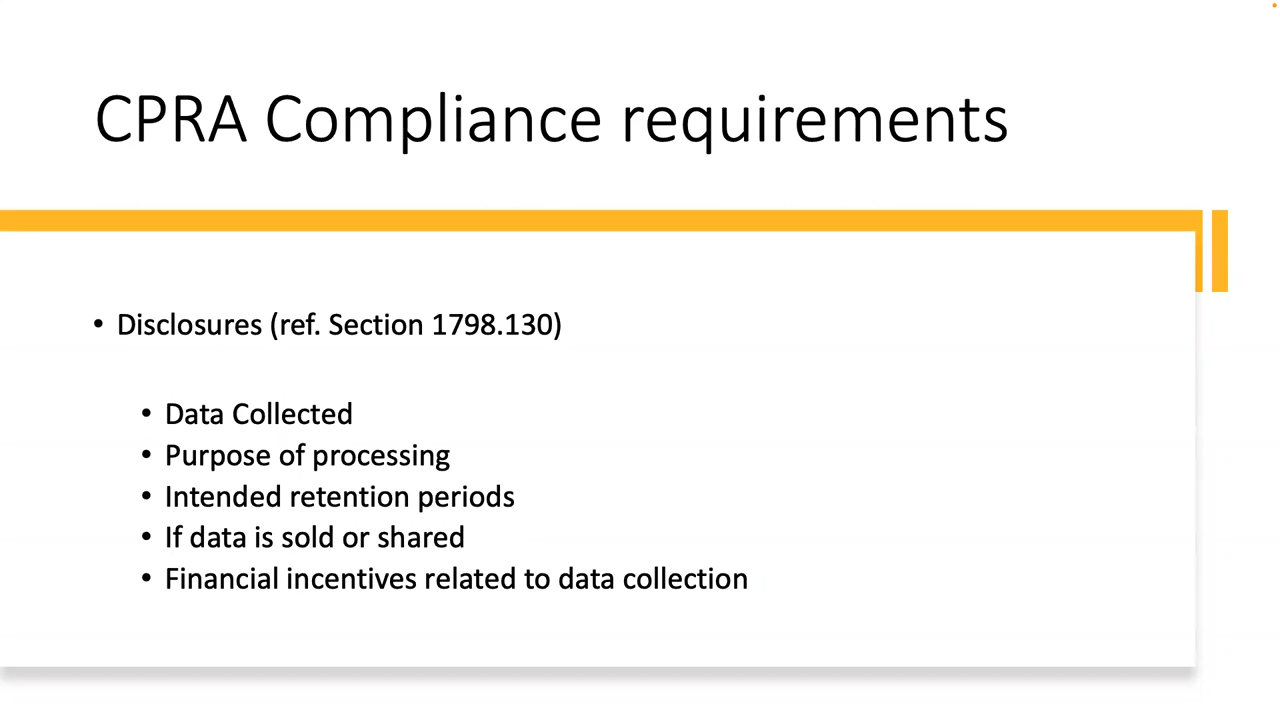 CPRA Compliance requirements
• Disclosures (ref. Section 1798.130)
• Data Collected
• Purpose of processing
• Intended retention periods
• If data is sold or shared
• Financial incentives related to data collection